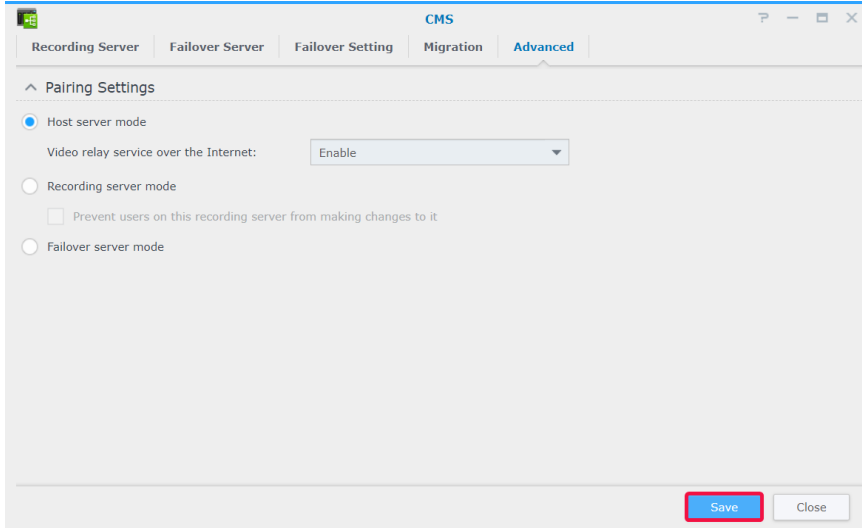 CMS
Recording Server Failover Server Failover Setting Migration Advanced
Pairing Settings
Host server mode
Video relay service over the Internet: Enable
Recording server mode
Prevent users on this recording server from making changes to it
Failover server mode
Save Close